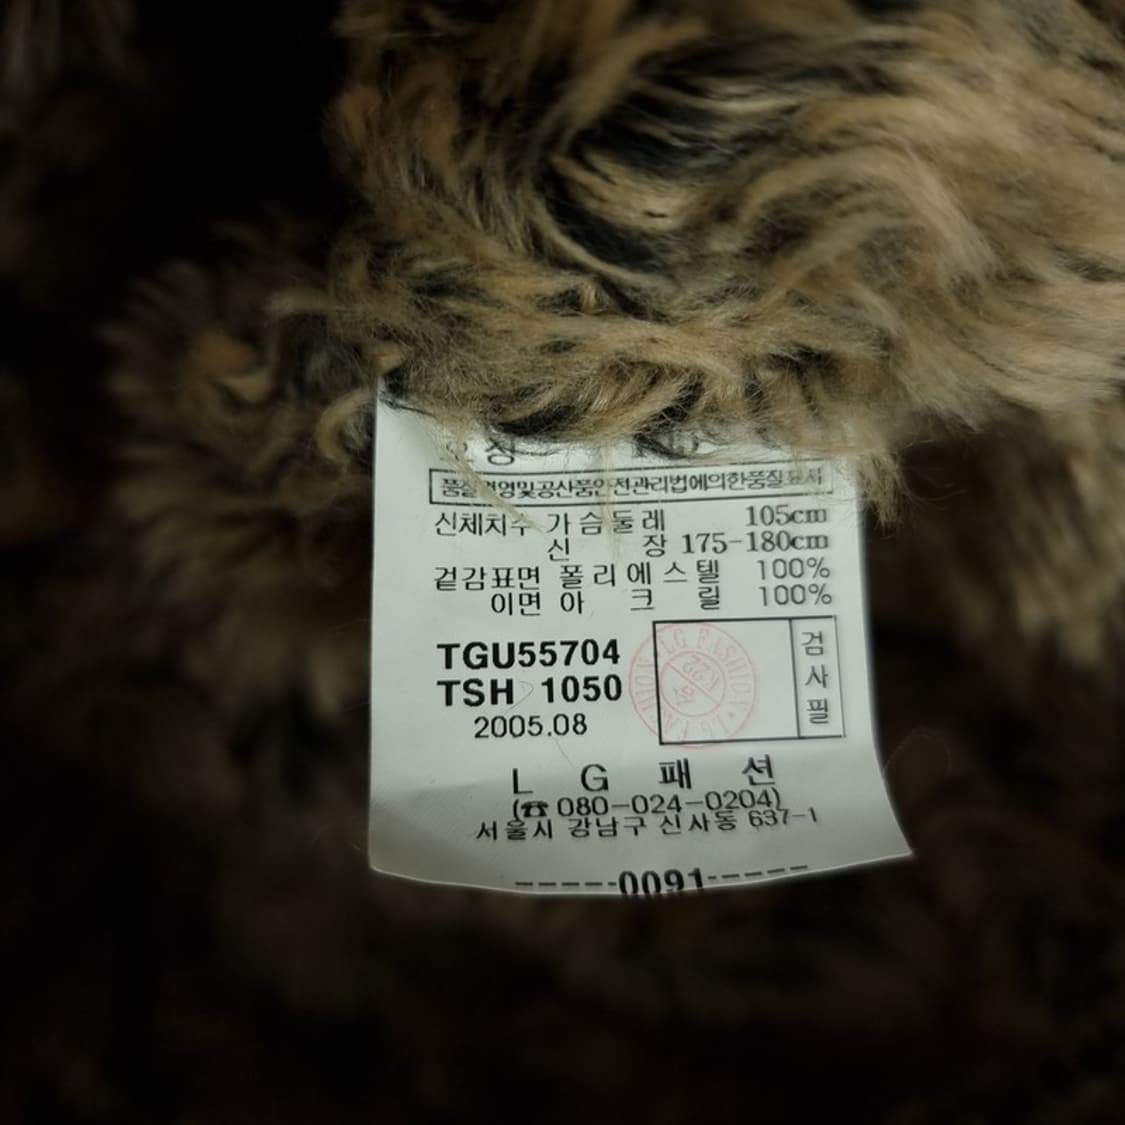 품질경영및공산품안전관리법에의한품질표시
신체치수 가슴둘레 105cm
신 장 175-180cm
겉감표면 폴리에스텔 100%
이면 아 크 릴 100%
TGU55704
TSH 1050
2005.08
검사필
LG FASHION
L G 패 션
(☎ 080-024-0204)
서울시 강남구 신사동 637-1
-----0091-----